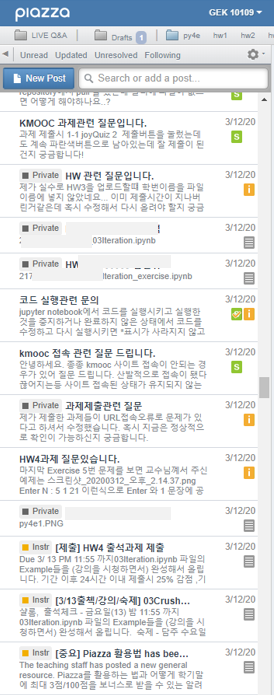 piazza GEK 10109
LIVE Q&A Drafts 1 py4e hw1 hw2 hw3
Unread Updated Unresolved Following
New Post Search or add a post...
어떻게 해야하나요..?
KMOOC 과제관련 질문입니다. 3/12/20
과제 제출시 1-1 joyQuiz 2 제출버튼을 눌렀는데
도 계속 파란색버튼으로 남아있는데 잘 제출이 된
건지 궁금합니다! S
Private HW 관련 질문입니다. 3/12/20
제가 실수로 HW3을 업로드할때 학번이름을 파일
이름에 넣지 않았네요... 이미 제출시간이 지나버
린거같은데 혹시 수정해서 다시 올려야 할지 궁금 i
Private 3/12/20
2 03Iteration.ipynb
Private HW 3/12/20
217 Iteration_exercise.ipynb
코드 실행관련 문의 3/12/20
jupyter notebook에서 코드를 실행시키고 실행한
것을 중지하거나 완료하지 않은 상태에서 코드를
수정하고 다시 실행시키면 *표시가 사라지지 않고 i
kmooc 접속 관련 질문 드립니다. 3/12/20
안녕하세요. 종종 kmooc 사이트 접속이 안되는 경
우가 있어 질문 드립니다. 산발적으로 접속이 됐다
끊어지는등 사이트 접속된 상태가 유지되지 않는 S
Private 과제제출관련 질문 3/12/20
제가 제출한 과제들이 URL접속오류로 문제가 있
다고 하셔서 수정했습니다. 혹시 지금은 정상적으
로 확인이 가능하신지 궁금합니다. i
HW4과제 질문있습니다. 3/12/20
마지막 Exercise 5번 문제를 보면 교수님께서 주신
예제는 스크린샷_20200312_오후_2.14.37.png
Enter N : 5 1 21 이런식으로 Enter 와 1 문장에 공 i
Private 3/12/20
py4e1.PNG
Instr [제출] HW4 출석과제 제출 3/12/20
Due 3/ 13 PM 11:55 까지03Iteration.ipynb 파일의
Example들을 (강의을 시청하면서) 완성해서 올립
니다. 기간 이후 24시간 이내 제출시 25% 감점 ,기
Instr [3/13출첵/강의/숙제] 03Crush... 3/12/20
샬롬, 출석체크 - 금요일(13) 밤 11:55 까지
03Iteration.ipynb 파일의 Example들을 (강의을 시
청하면서) 완성해서 올립니다. 숙제 - 담주 수요일
Instr [중요] Piazza 활용법 has bee... 3/12/20
The teaching staff has posted a new general
resource. Piazza를 활용하는 법과 어떻게 학기말
에 최대 3점/100점을 보너스로 받을 수 있는 알려